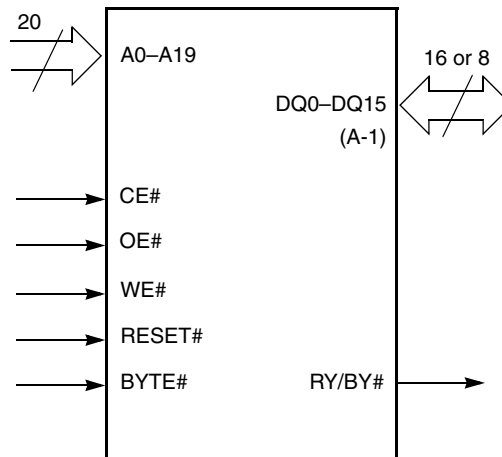 20
A0–A19
16 or 8
DQ0–DQ15
(A-1)
CE#
OE#
WE#
RESET#
BYTE#
RY/BY#